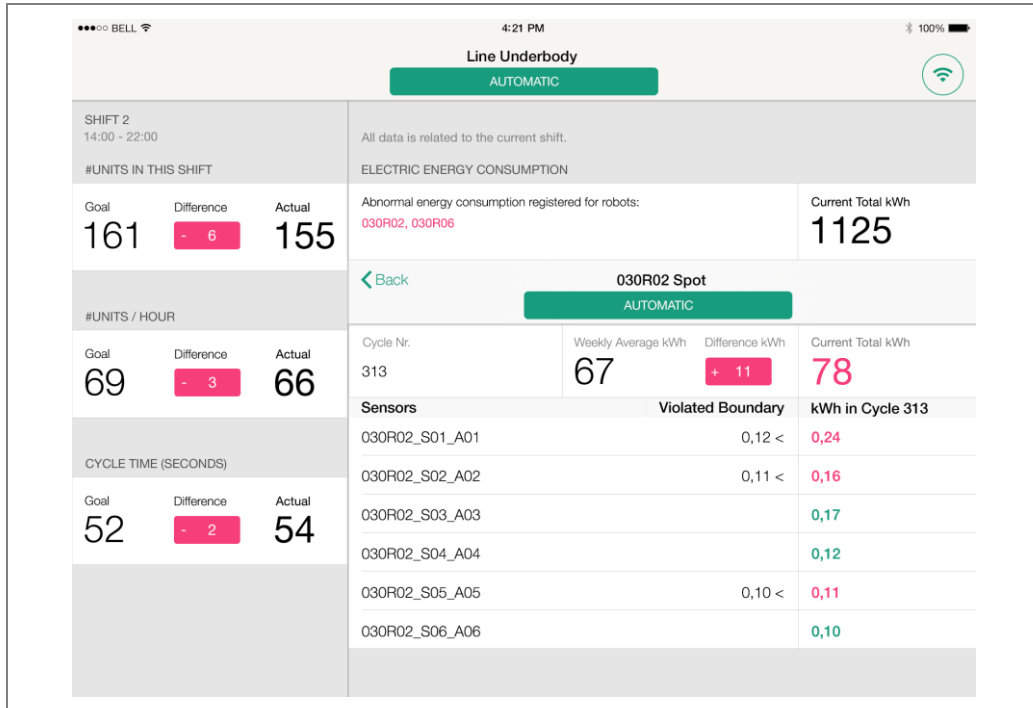 BELL
4:21 PM
100%
Line Underbody
AUTOMATIC
SHIFT 2
14:00 - 22:00
#UNITS IN THIS SHIFT
Goal Difference Actual
161 - 6 155
#UNITS / HOUR
Goal Difference Actual
69 - 3 66
CYCLE TIME (SECONDS)
Goal Difference Actual
52 - 2 54
All data is related to the current shift.
ELECTRIC ENERGY CONSUMPTION
Abnormal energy consumption registered for robots:
030R02, 030R06
Current Total kWh
1125
Back
030R02 Spot
AUTOMATIC
Cycle Nr. Weekly Average kWh Difference kWh Current Total kWh
313 67 + 11 78
Sensors Violated Boundary kWh in Cycle 313
030R02_S01_A01 0,12 < 0,24
030R02_S02_A02 0,11 < 0,16
030R02_S03_A03 0,17
030R02_S04_A04 0,12
030R02_S05_A05 0,10 < 0,11
030R02_S06_A06 0,10